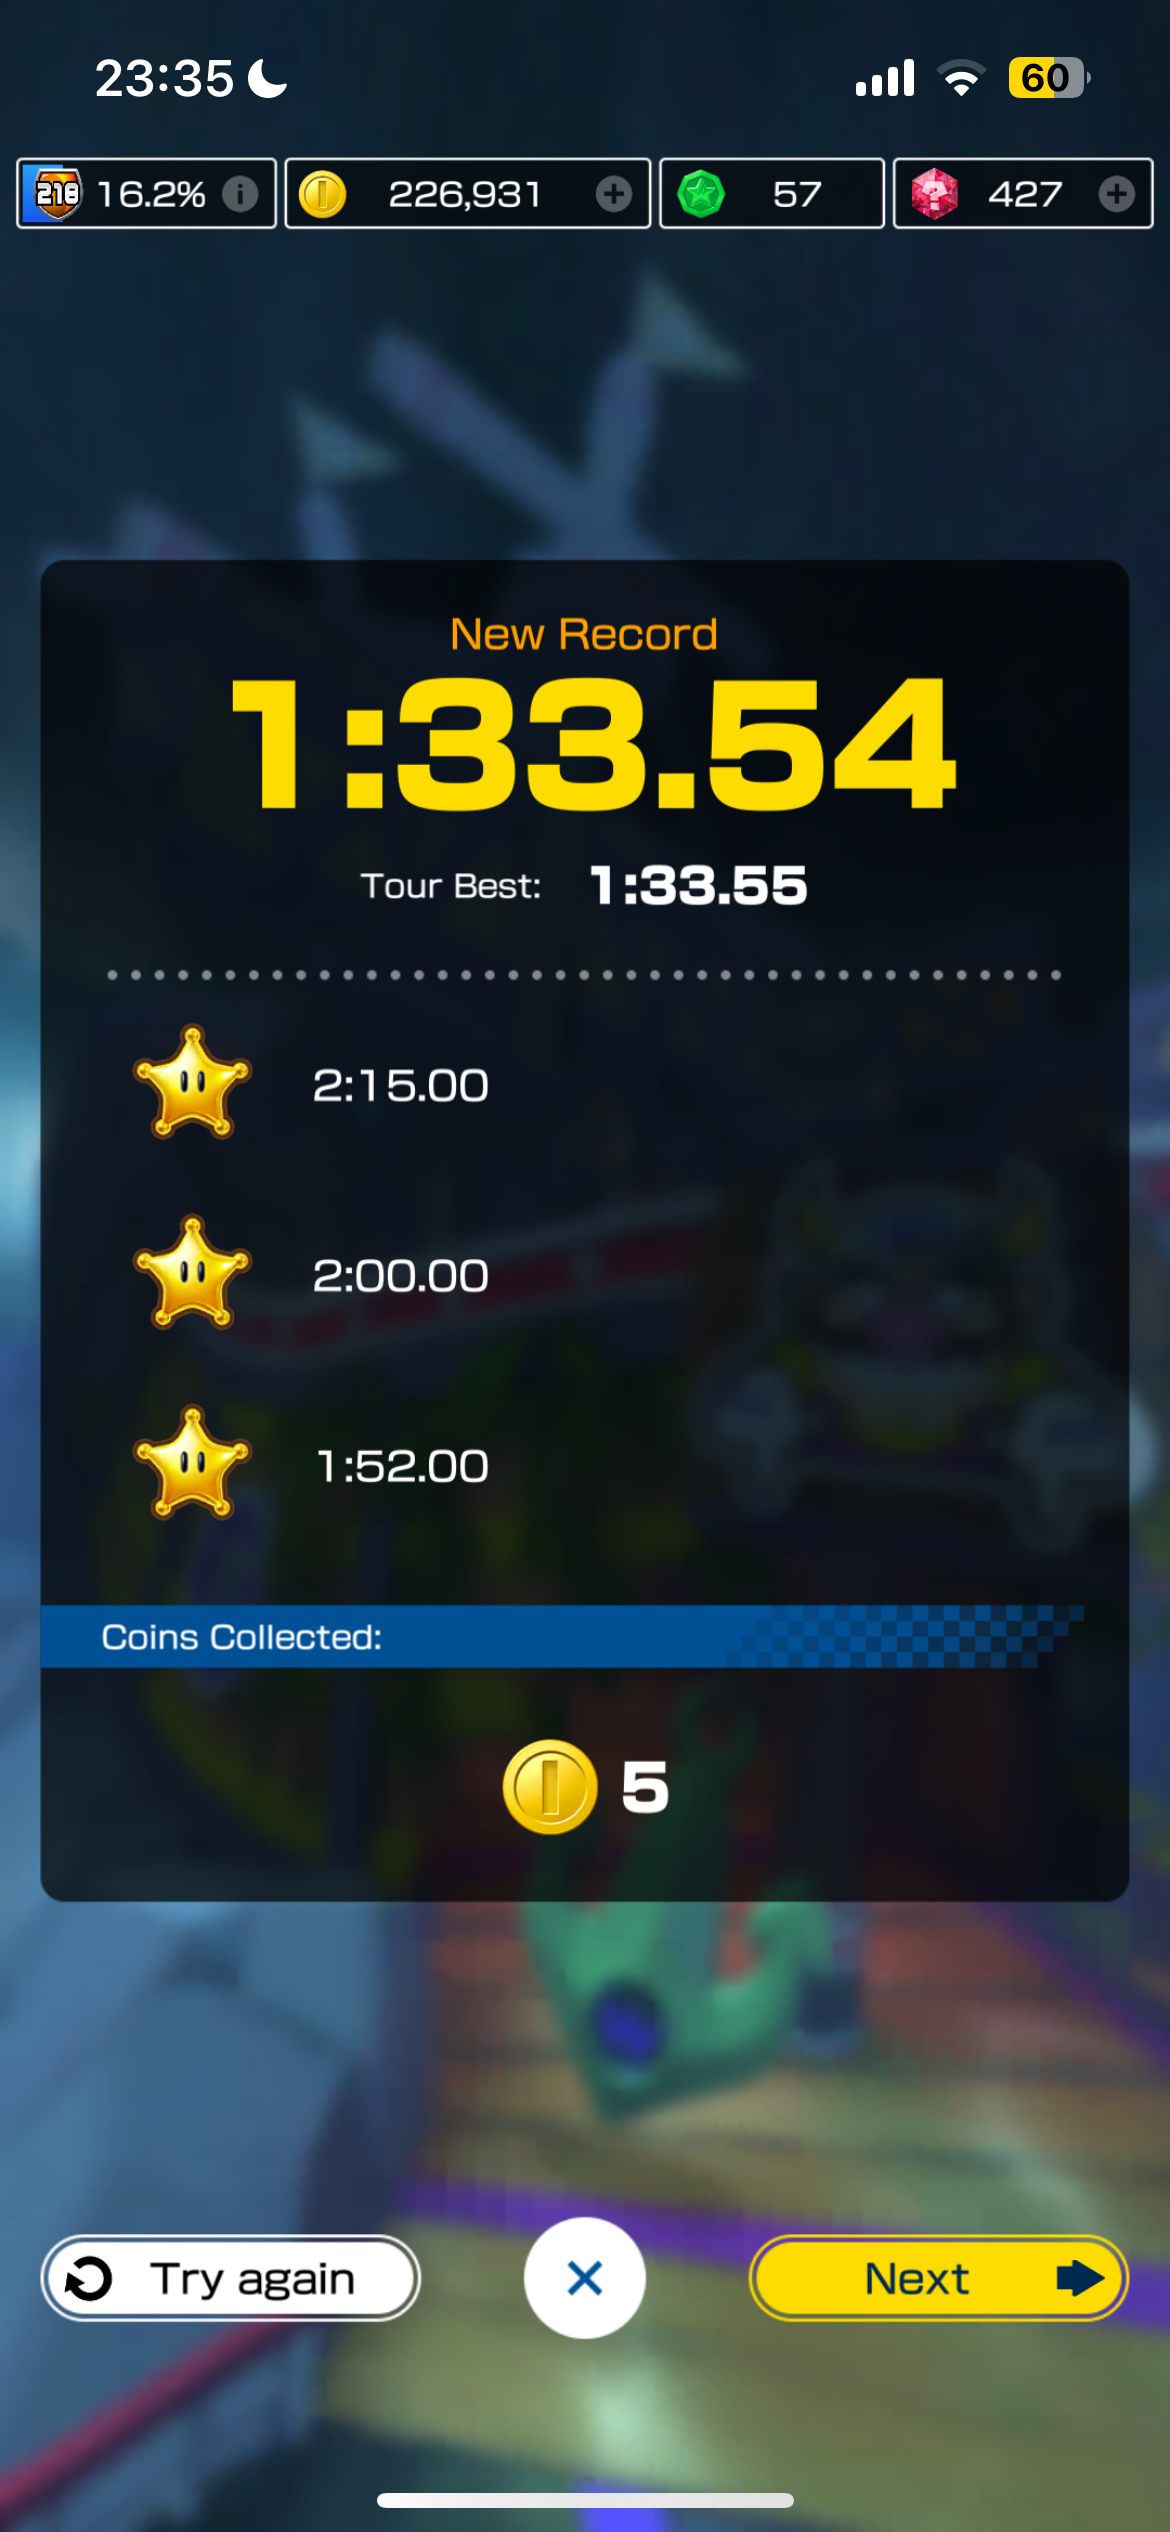 23:35
60
218 16.2% i
226,931 +
57
427 +
New Record
1:33.54
Tour Best: 1:33.55
2:15.00
2:00.00
1:52.00
Coins Collected:
5
Try again
×
Next